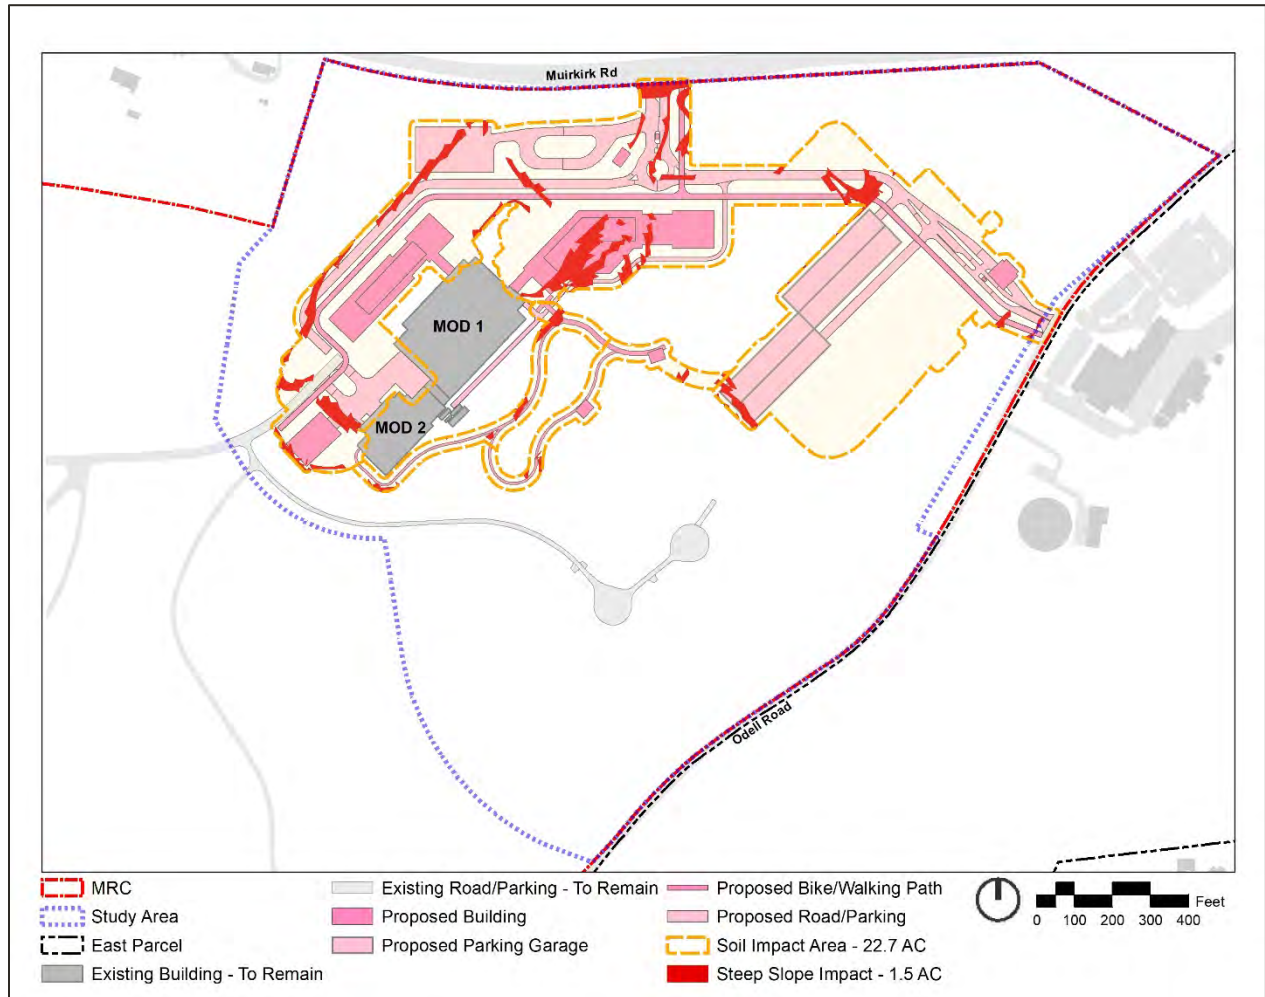 Muirkirk Rd
MOD 1
MOD 2
Odell Road
MRC
Study Area
East Parcel
Existing Building - To Remain
Existing Road/Parking - To Remain
Proposed Building
Proposed Parking Garage
Proposed Bike/Walking Path
Proposed Road/Parking
Soil Impact Area - 22.7 AC
Steep Slope Impact - 1.5 AC
Feet
0 100 200 300 400